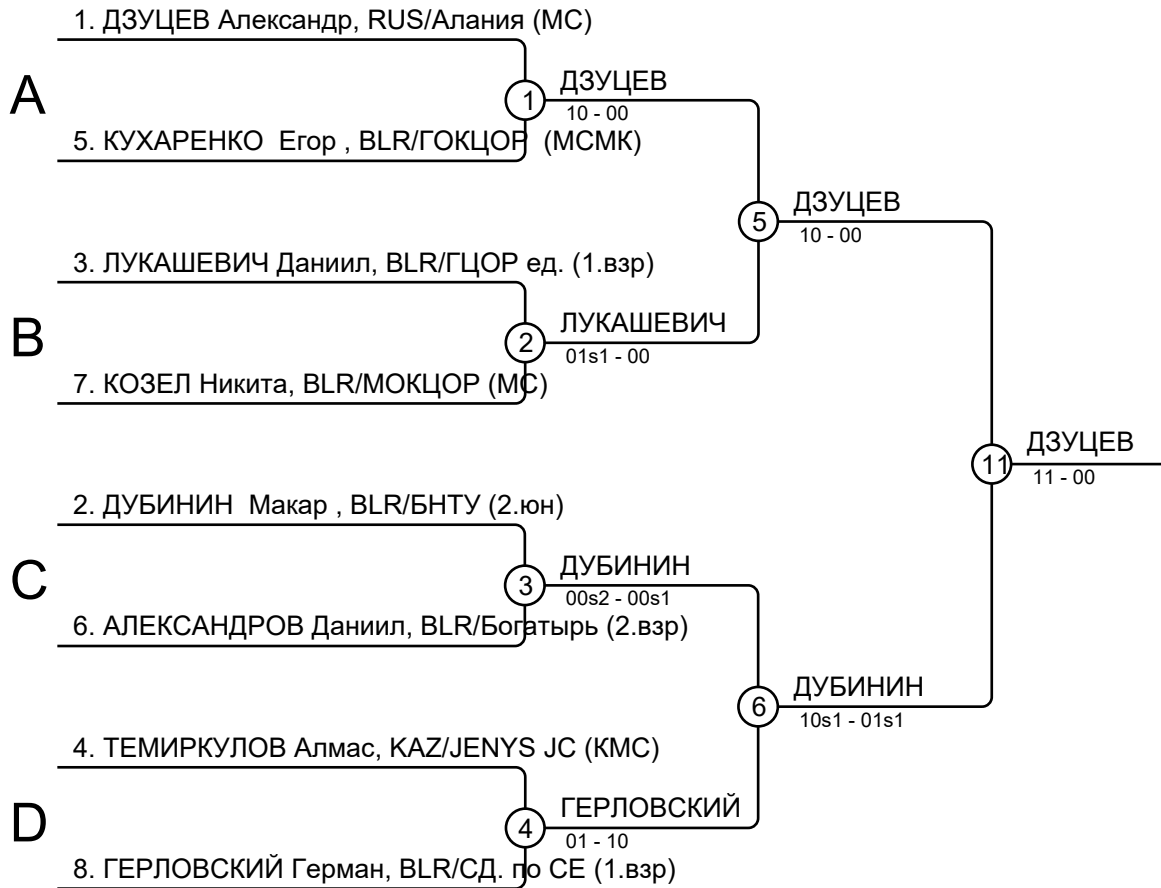 1. ДЗУЦЕВ Александр, RUS/Алания (МС)
A
1
ДЗУЦЕВ
10 - 00
5. КУХАРЕНКО Егор , BLR/ГОКЦОР (МСМК)
5
ДЗУЦЕВ
10 - 00
3. ЛУКАШЕВИЧ Даниил, BLR/ГЦОР ед. (1.взр)
B
2
ЛУКАШЕВИЧ
01s1 - 00
7. КОЗЕЛ Никита, BLR/МОКЦОР (МС)
11
ДЗУЦЕВ
11 - 00
2. ДУБИНИН Макар , BLR/БНТУ (2.юн)
C
3
ДУБИНИН
00s2 - 00s1
6. АЛЕКСАНДРОВ Даниил, BLR/Богатырь (2.взр)
6
ДУБИНИН
10s1 - 01s1
4. ТЕМИРКУЛОВ Алмас, KAZ/JENYS JC (КМС)
D
4
ГЕРЛОВСКИЙ
01 - 10
8. ГЕРЛОВСКИЙ Герман, BLR/СД. по СЕ (1.взр)